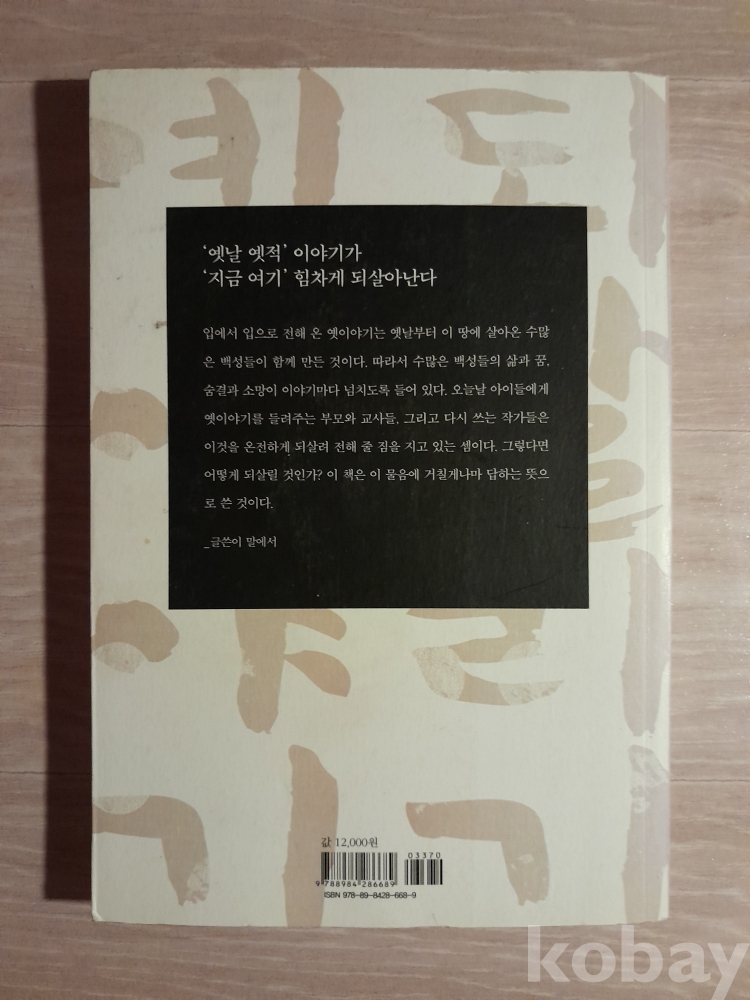 '옛날 옛적' 이야기가
'지금 여기' 힘차게 되살아난다
입에서 입으로 전해 온 옛이야기는 옛날부터 이 땅에 살아온 수많
은 백성들이 함께 만든 것이다. 따라서 수많은 백성들의 삶과 꿈,
숨결과 소망이 이야기마다 넘치도록 들어 있다. 오늘날 아이들에게
옛이야기를 들려주는 부모와 교사들, 그리고 다시 쓰는 작가들은
이것을 온전하게 되살려 전해 줄 짐을 지고 있는 셈이다. 그렇다면
어떻게 되살릴 것인가? 이 책은 이 물음에 거칠게나마 답하는 뜻으
로 쓴 것이다.
_글쓴이 말에서
값 12,000원
03370
9 788984 286689
ISBN 978-89-8428-668-9
kobay